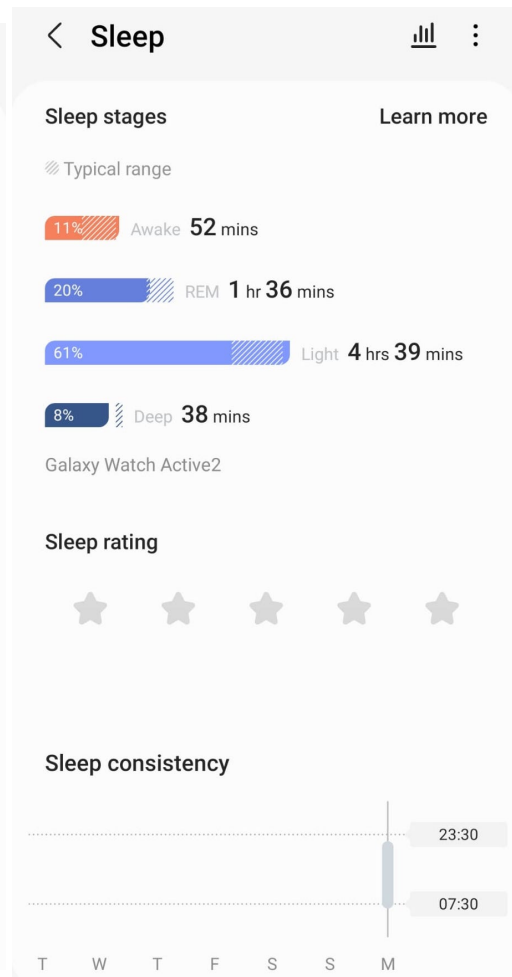 Sleep
Sleep stages Learn more
Typical range
11% Awake 52 mins
20% REM 1 hr 36 mins
61% Light 4 hrs 39 mins
8% Deep 38 mins
Galaxy Watch Active2
Sleep rating
Sleep consistency
23:30
07:30
T W T F S S M